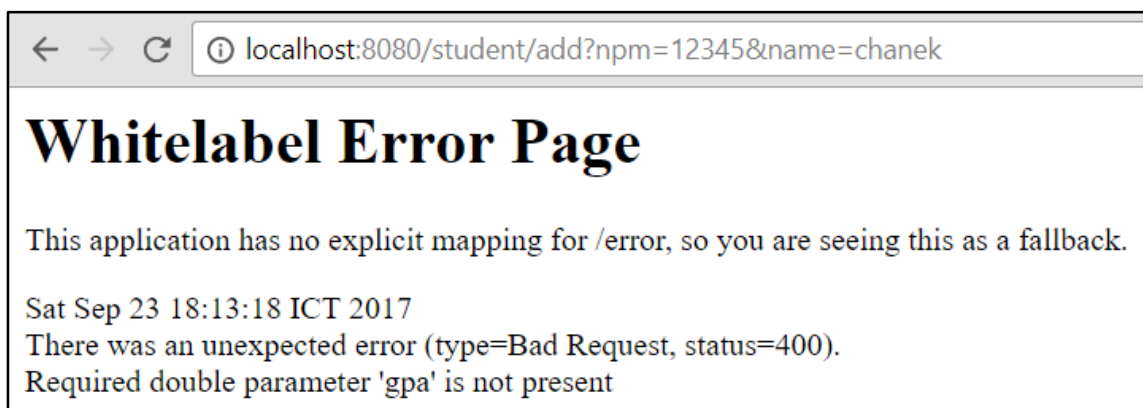 localhost:8080/student/add?npm=12345&name=chanek
Whitelabel Error Page
This application has no explicit mapping for /error, so you are seeing this as a fallback.
Sat Sep 23 18:13:18 ICT 2017
There was an unexpected error (type=Bad Request, status=400).
Required double parameter 'gpa' is not present